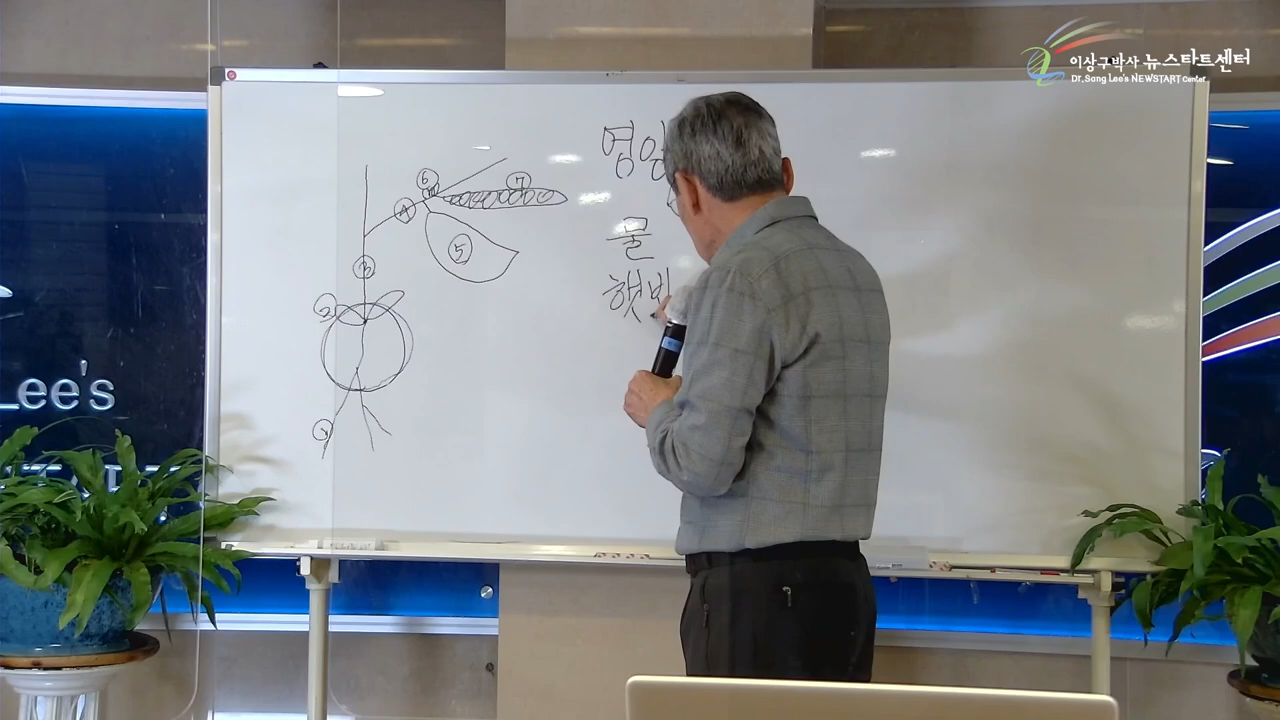 이상구박사 뉴스타트센터
Dr. Sang Lee's NEWSTART Center
영양
물
햇빛
⑥
⑦
④
⑤
③
②
①
Lee's